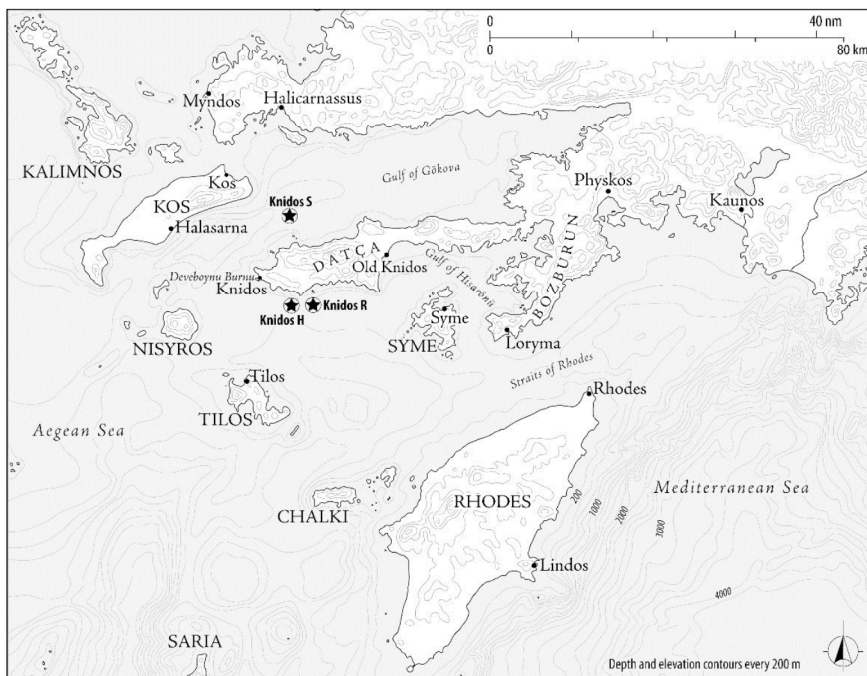 0 40 nm
0 80 km
Myndos
Halicarnassus
KALIMNOS
Gulf of Gökova
Kos
Physkos
Kaunos
KOS
Knidos S
Halasarna
DATÇA
Old Knidos
BOZBURUN
Deveboynu Burnu
Gulf of Hisarönü
Knidos
Knidos H
Knidos R
Syme
NISYROS
SYME
Loryma
Straits of Rhodes
Tilos
Rhodes
TILOS
Aegean Sea
CHALKI
RHODES
200
1000
2000
3000
Mediterranean Sea
Lindos
4000
SARIA
Depth and elevation contours every 200 m